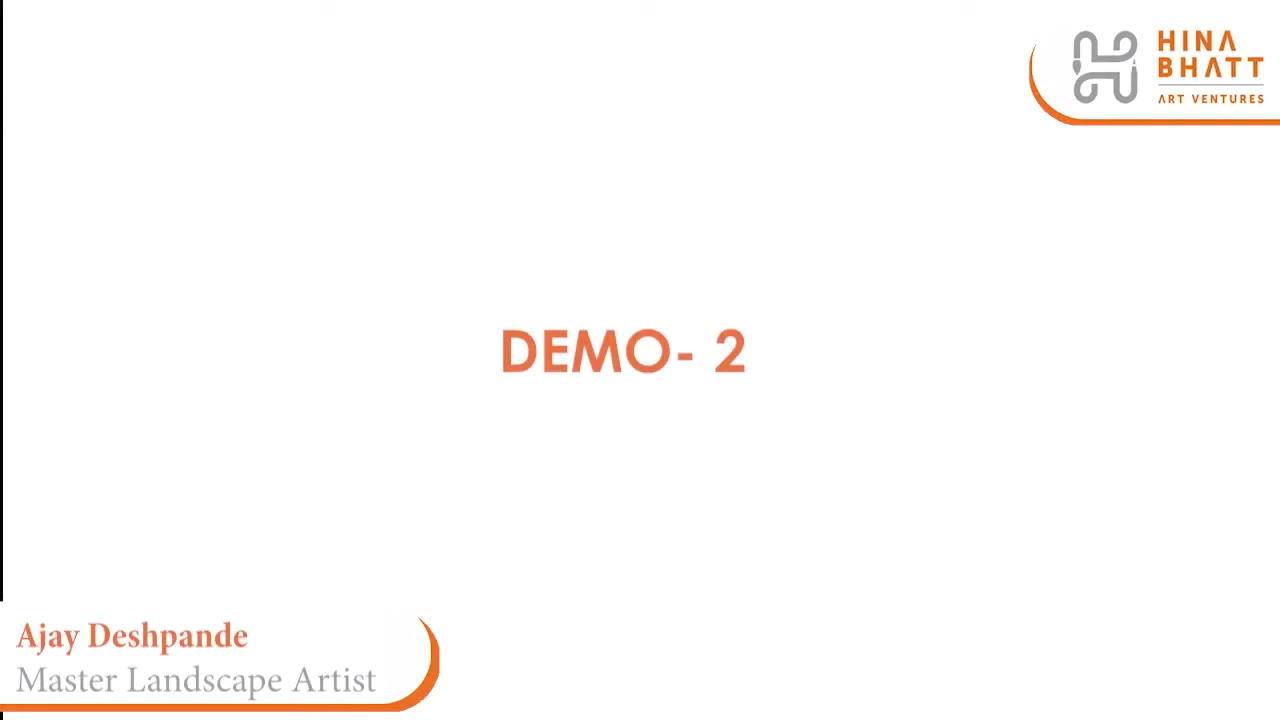 HINA
BHATT
ART VENTURES
DEMO- 2
Ajay Deshpande
Master Landscape Artist